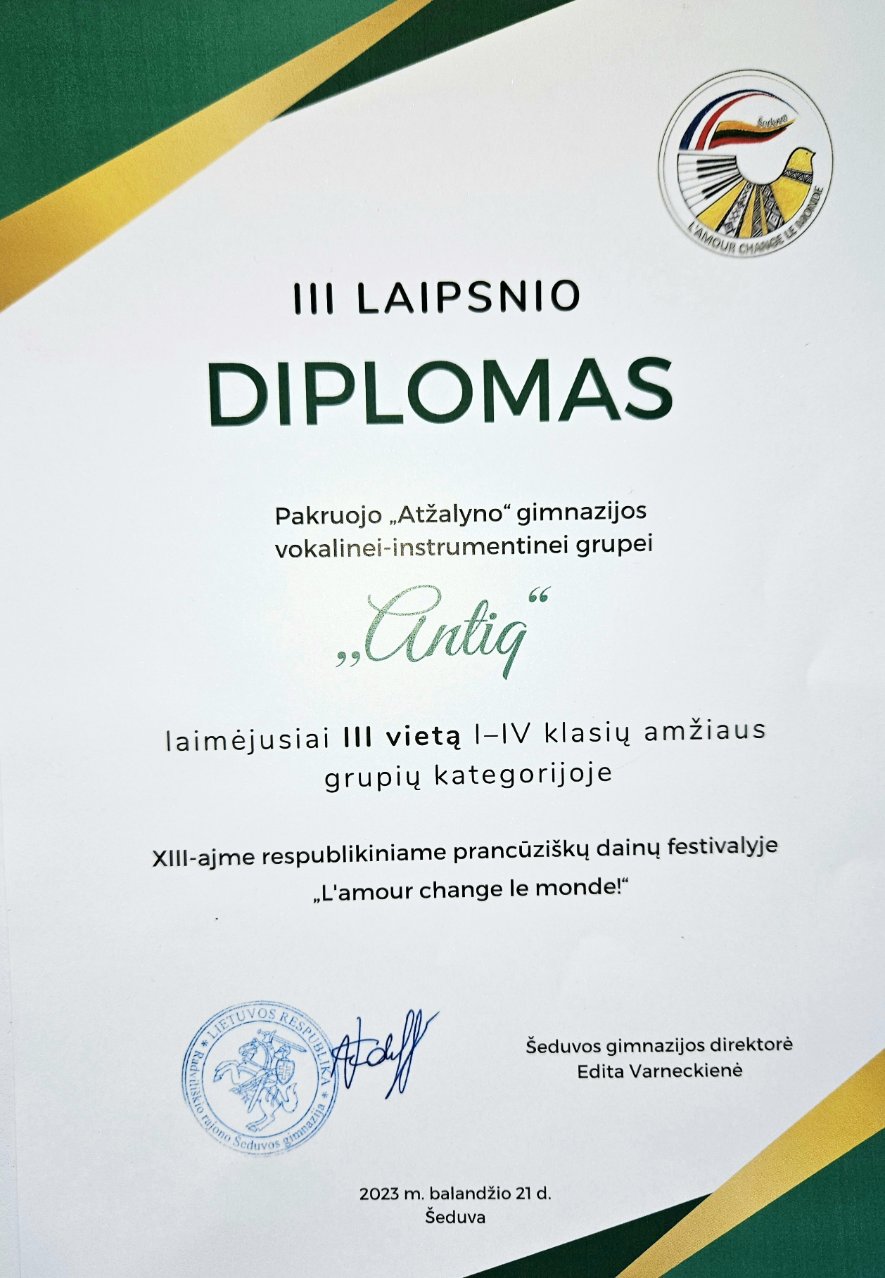 Šeduva
L'AMOUR CHANGE LE MONDE
III LAIPSNIO
DIPLOMAS
Pakruojo „Atžalyno“ gimnazijos
vokalinei-instrumentinei grupei
„Antiq“
laimėjusiai III vietą I–IV klasių amžiaus
grupių kategorijoje
XIII-ajme respublikiniame prancūziškų dainų festivalyje
„L'amour change le monde!“
* LIETUVOS RESPUBLIKA *
Radviliškio rajono Šeduvos gimnazija
Šeduvos gimnazijos direktorė
Edita Varneckienė
2023 m. balandžio 21 d.
Šeduva